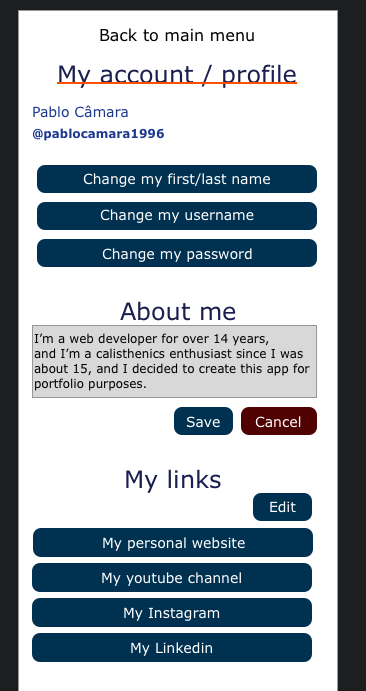 Back to main menu
My account / profile
Pablo Câmara
@pablocamara1996
Change my first/last name
Change my username
Change my password
About me
I’m a web developer for over 14 years,
and I’m a calisthenics enthusiast since I was
about 15, and I decided to create this app for
portfolio purposes.
Save
Cancel
My links
Edit
My personal website
My youtube channel
My Instagram
My Linkedin